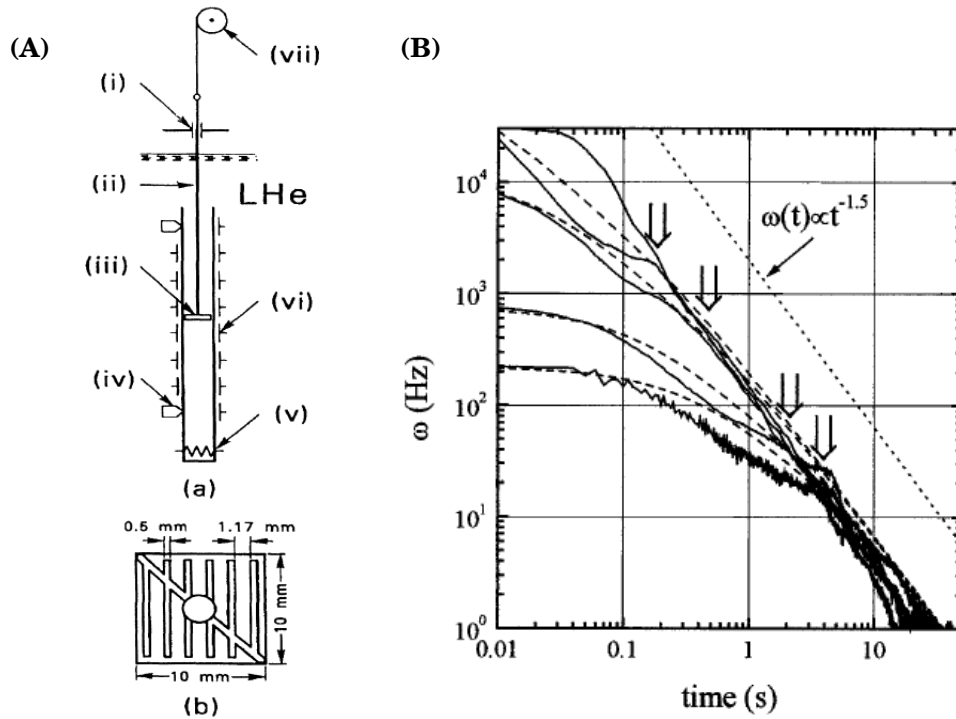 (A)
(vii)
(i)
(ii)
LHe
(iii)
(vi)
(iv)
(v)
(a)
0.5 mm 1.17 mm
10 mm
10 mm
(b)
(B)
ω(t)∝t^-1.5
ω (Hz)
10^4
10^3
10^2
10^1
10^0
0.01 0.1 1 10
time (s)